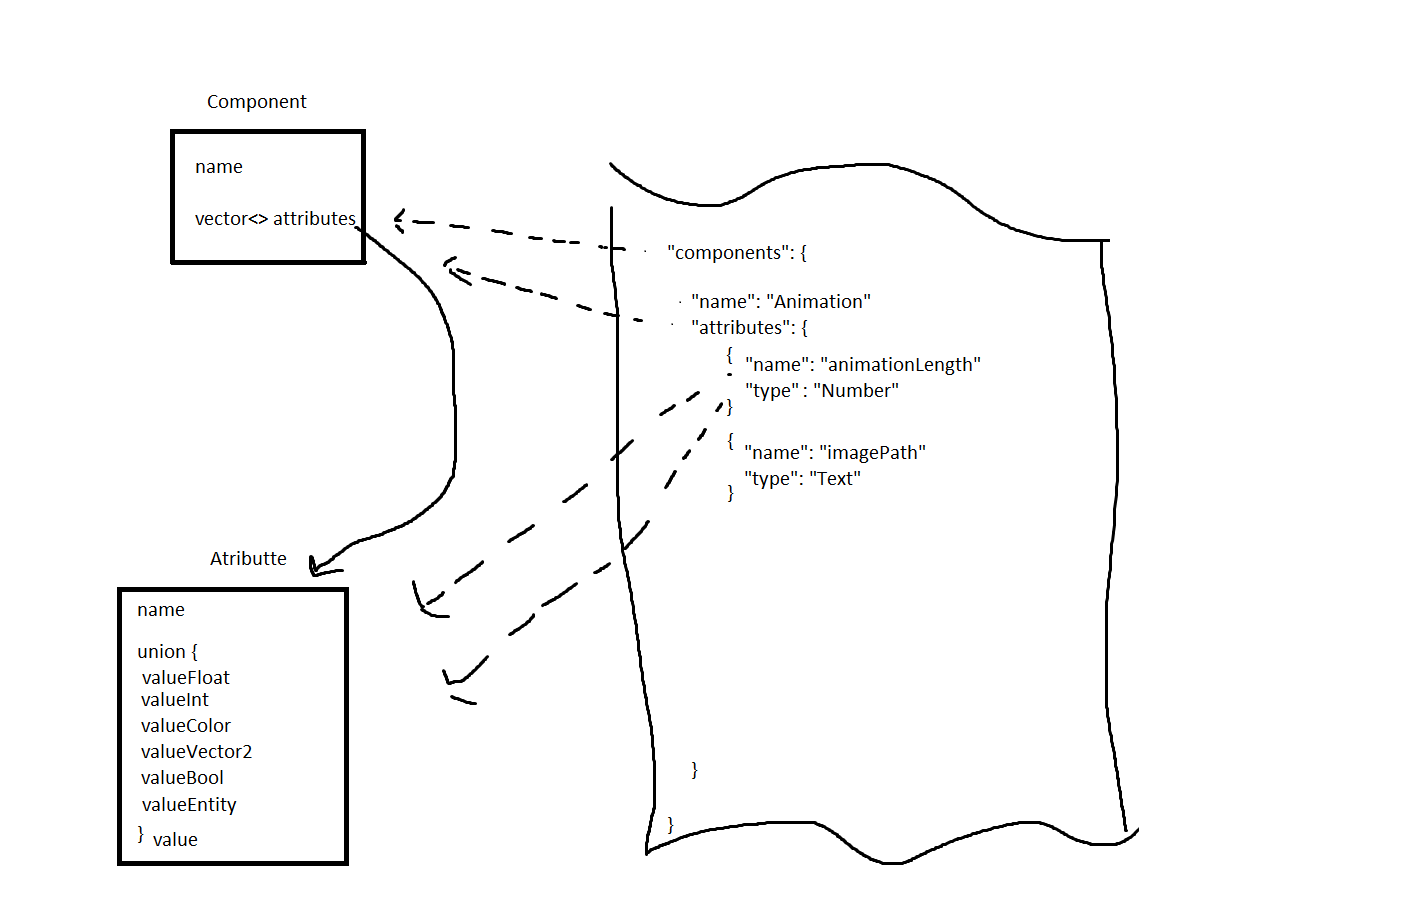 Component
name
vector<> attributes
Atributte
name
union {
valueFloat
valueInt
valueColor
valueVector2
valueBool
valueEntity
} value
"components": {
"name": "Animation"
"attributes": {
{
"name": "animationLength"
"type" : "Number"
}
{
"name": "imagePath"
"type": "Text"
}
}
}